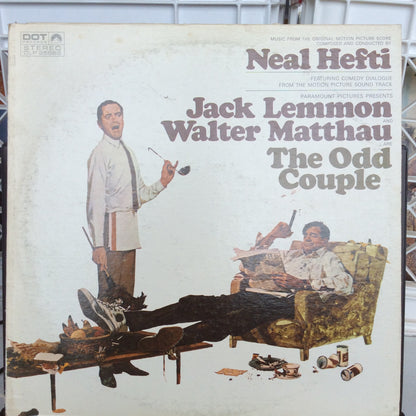 DOT
STEREO
MUSIC FROM THE ORIGINAL MOTION PICTURE SCORE
COMPOSED AND CONDUCTED BY
Neal Hefti
FEATURING COMEDY DIALOGUE
FROM THE MOTION PICTURE SOUND TRACK
PARAMOUNT PICTURES PRESENTS
Jack Lemmon
AND
Walter Matthau
ARE
The Odd
Couple